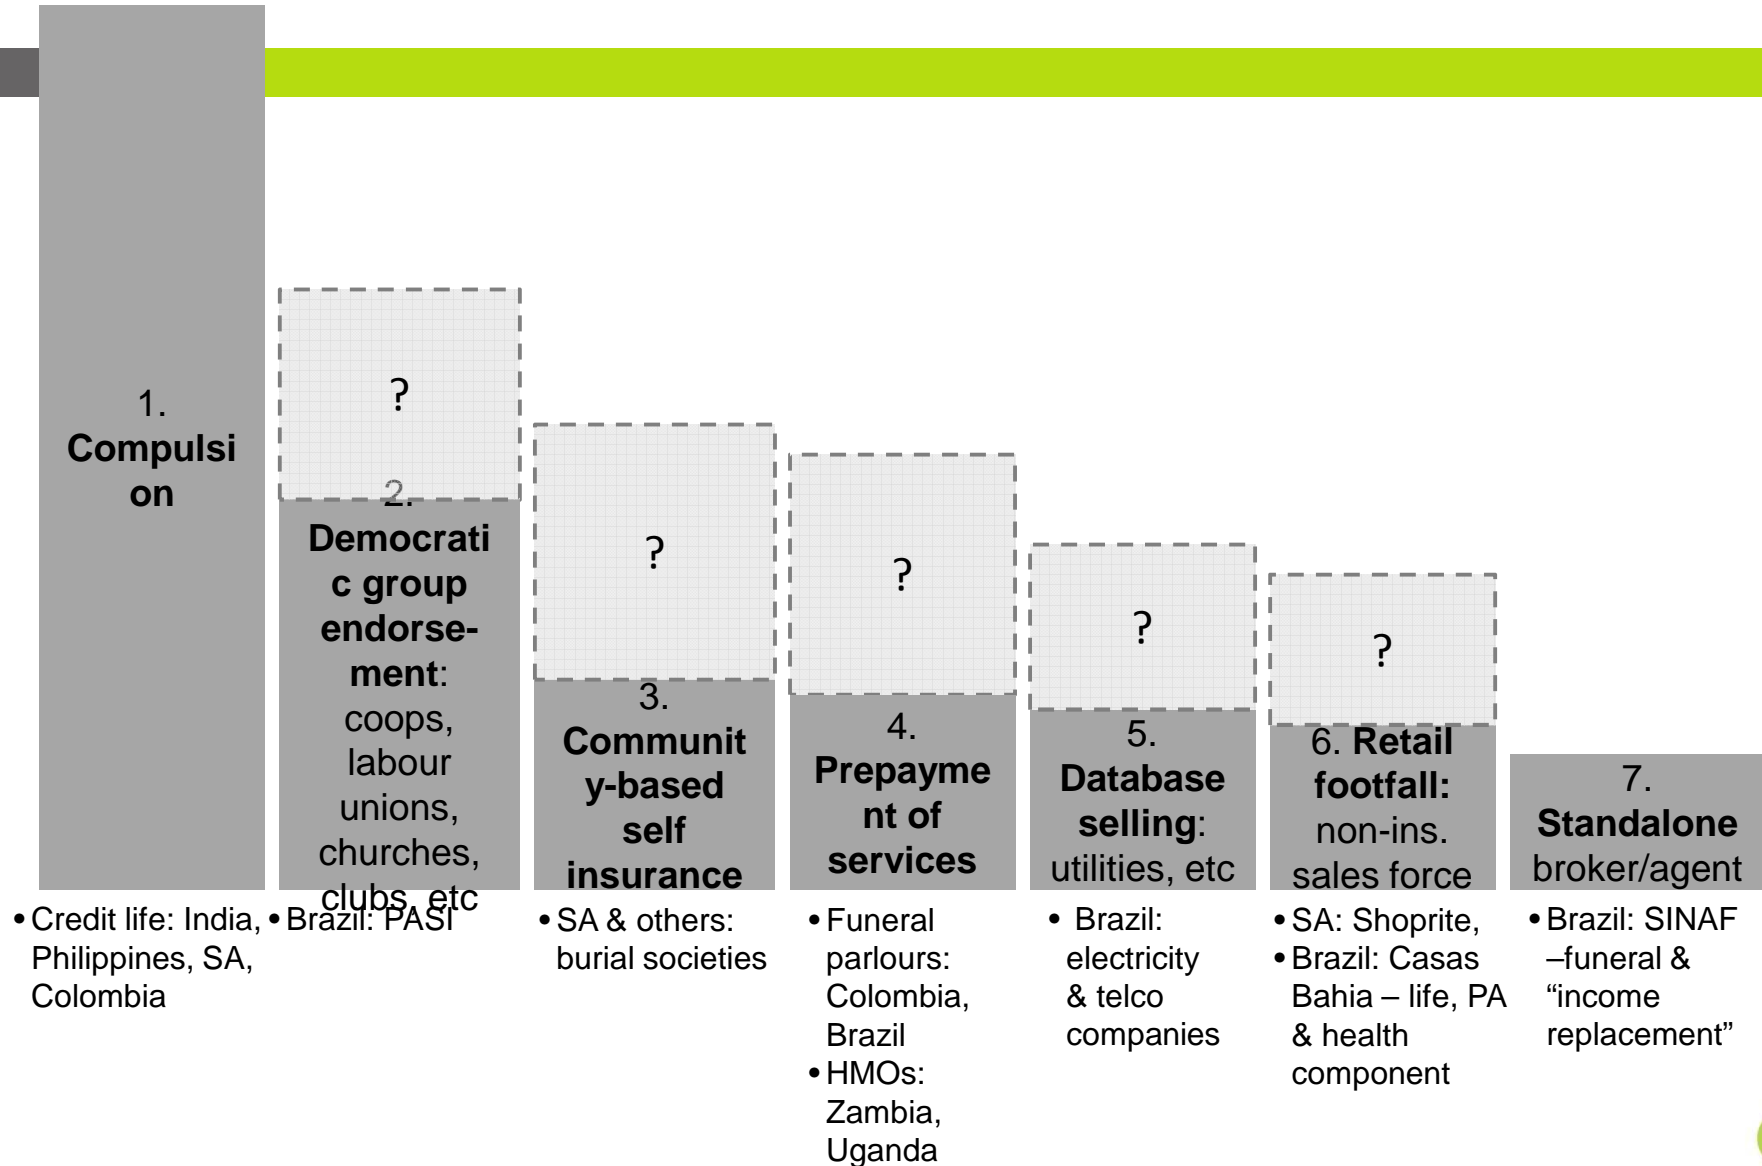 1.
Compulsi
on
?
2.
Democrati
c group
endorse-
ment:
coops,
labour
unions,
churches,
clubs, etc
?
3.
Communit
y-based
self
insurance
?
4.
Prepayme
nt of
services
?
5.
Database
selling:
utilities, etc
?
6. Retail
footfall:
non-ins.
sales force
7.
Standalone
broker/agent
• Credit life: India,
Philippines, SA,
Colombia
• Brazil: PASI
• SA & others:
burial societies
• Funeral
parlours:
Colombia,
Brazil
• HMOs:
Zambia,
Uganda
• Brazil:
electricity
& telco
companies
• SA: Shoprite,
• Brazil: Casas
Bahia – life, PA
& health
component
• Brazil: SINAF
–funeral &
“income
replacement”